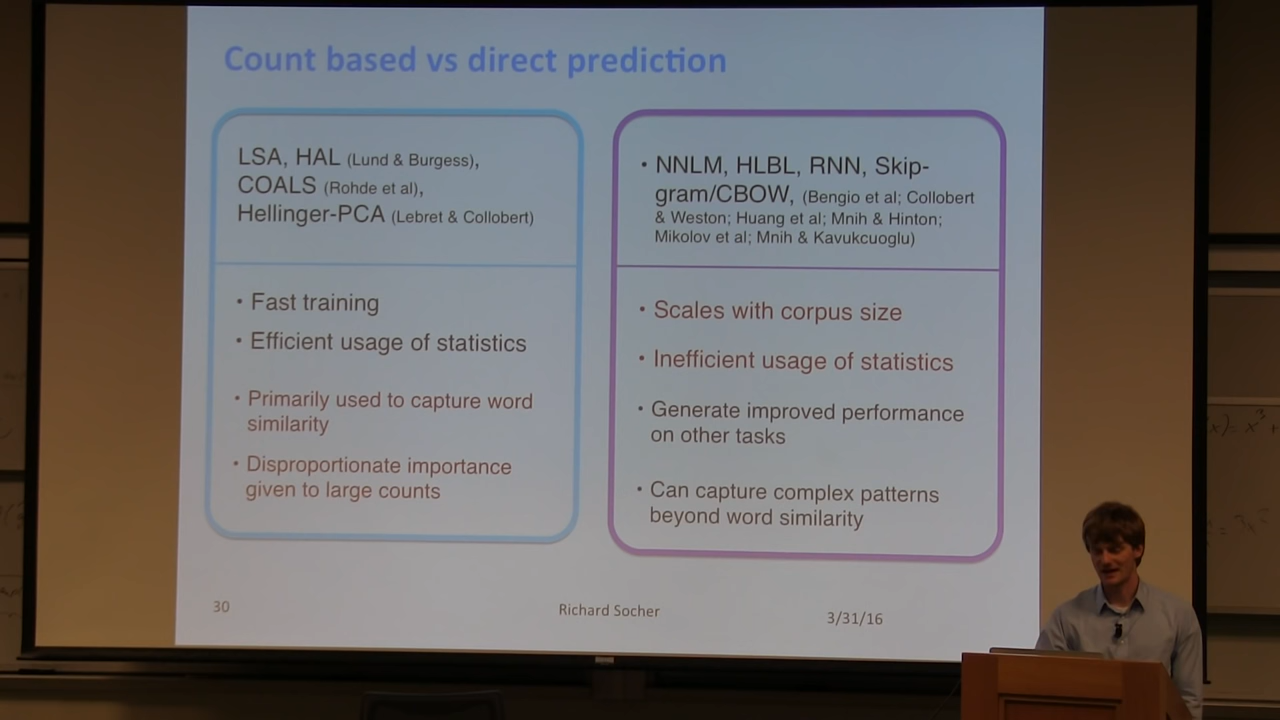 Count based vs direct prediction
LSA, HAL (Lund & Burgess),
COALS (Rohde et al),
Hellinger-PCA (Lebret & Collobert)
• Fast training
• Efficient usage of statistics
• Primarily used to capture word
similarity
• Disproportionate importance
given to large counts
• NNLM, HLBL, RNN, Skip-
gram/CBOW, (Bengio et al; Collobert
& Weston; Huang et al; Mnih & Hinton;
Mikolov et al; Mnih & Kavukcuoglu)
• Scales with corpus size
• Inefficient usage of statistics
• Generate improved performance
on other tasks
• Can capture complex patterns
beyond word similarity
30
Richard Socher
3/31/16